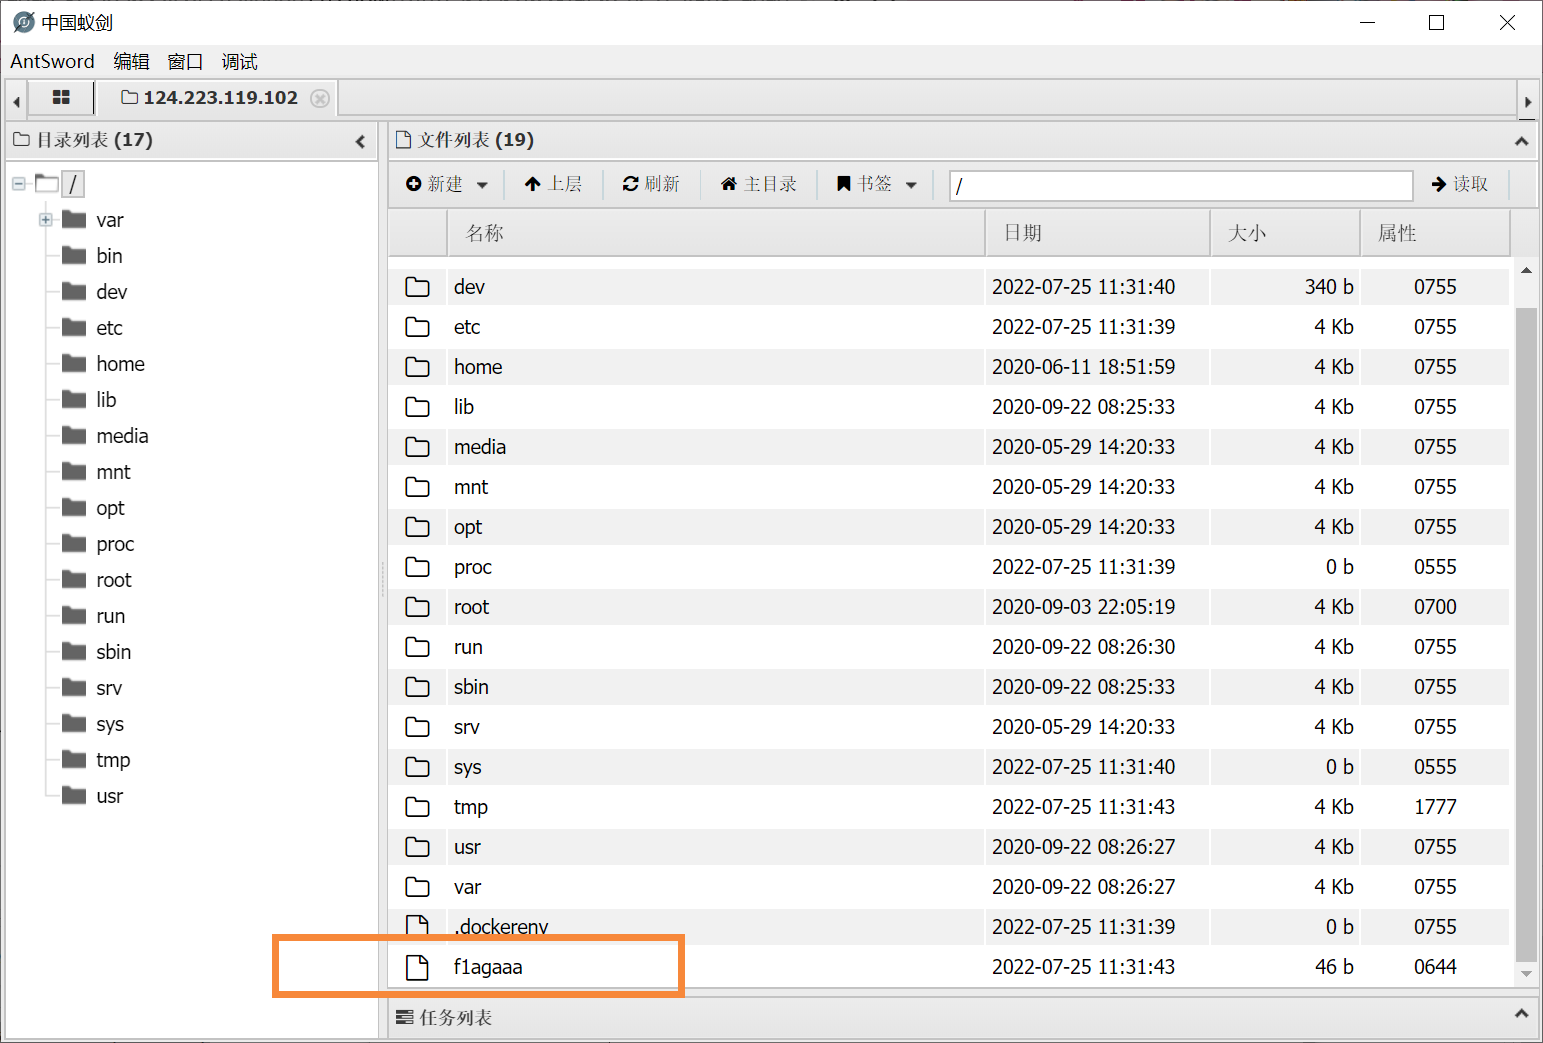 中国蚁剑
AntSword 编辑 窗口 调试
124.223.119.102
目录列表 (17)
/
var
bin
dev
etc
home
lib
media
mnt
opt
proc
root
run
sbin
srv
sys
tmp
usr
文件列表 (19)
新建 上层 刷新 主目录 书签 / 读取
名称 日期 大小 属性
dev 2022-07-25 11:31:40 340 b 0755
etc 2022-07-25 11:31:39 4 Kb 0755
home 2020-06-11 18:51:59 4 Kb 0755
lib 2020-09-22 08:25:33 4 Kb 0755
media 2020-05-29 14:20:33 4 Kb 0755
mnt 2020-05-29 14:20:33 4 Kb 0755
opt 2020-05-29 14:20:33 4 Kb 0755
proc 2022-07-25 11:31:39 0 b 0555
root 2020-09-03 22:05:19 4 Kb 0700
run 2020-09-22 08:26:30 4 Kb 0755
sbin 2020-09-22 08:25:33 4 Kb 0755
srv 2020-05-29 14:20:33 4 Kb 0755
sys 2022-07-25 11:31:40 0 b 0555
tmp 2022-07-25 11:31:43 4 Kb 1777
usr 2020-09-22 08:26:27 4 Kb 0755
var 2020-09-22 08:26:27 4 Kb 0755
.dockerenv 2022-07-25 11:31:39 0 b 0755
f1agaaa 2022-07-25 11:31:43 46 b 0644
任务列表